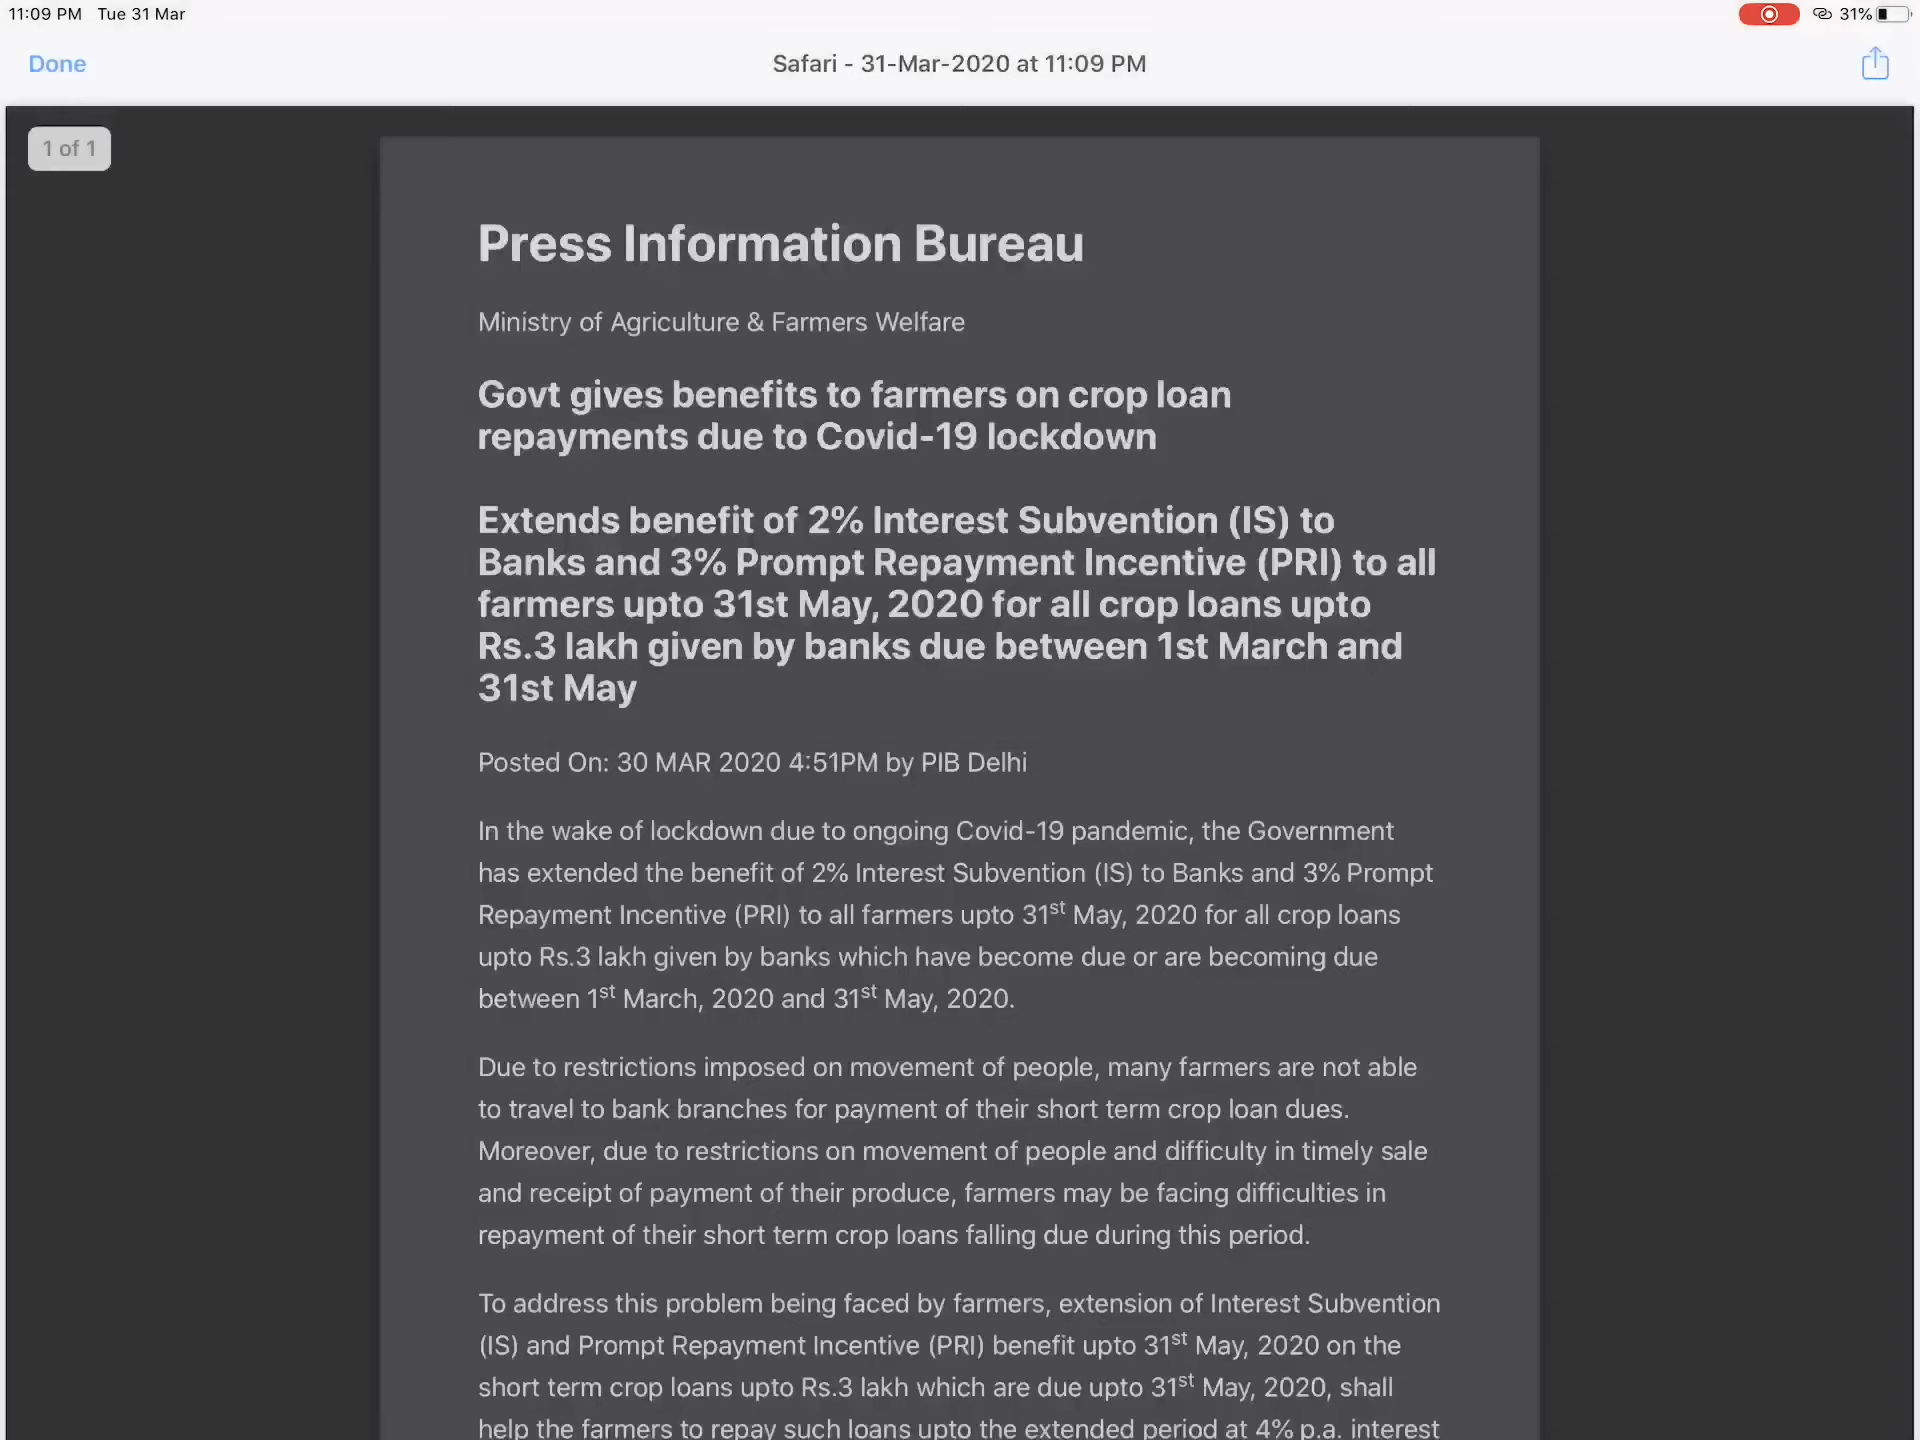 11:09 PM Tue 31 Mar
31%
Done
Safari - 31-Mar-2020 at 11:09 PM
1 of 1
Press Information Bureau
Ministry of Agriculture & Farmers Welfare
Govt gives benefits to farmers on crop loan
repayments due to Covid-19 lockdown
Extends benefit of 2% Interest Subvention (IS) to
Banks and 3% Prompt Repayment Incentive (PRI) to all
farmers upto 31st May, 2020 for all crop loans upto
Rs.3 lakh given by banks due between 1st March and
31st May
Posted On: 30 MAR 2020 4:51PM by PIB Delhi
In the wake of lockdown due to ongoing Covid-19 pandemic, the Government
has extended the benefit of 2% Interest Subvention (IS) to Banks and 3% Prompt
Repayment Incentive (PRI) to all farmers upto 31st May, 2020 for all crop loans
upto Rs.3 lakh given by banks which have become due or are becoming due
between 1st March, 2020 and 31st May, 2020.
Due to restrictions imposed on movement of people, many farmers are not able
to travel to bank branches for payment of their short term crop loan dues.
Moreover, due to restrictions on movement of people and difficulty in timely sale
and receipt of payment of their produce, farmers may be facing difficulties in
repayment of their short term crop loans falling due during this period.
To address this problem being faced by farmers, extension of Interest Subvention
(IS) and Prompt Repayment Incentive (PRI) benefit upto 31st May, 2020 on the
short term crop loans upto Rs.3 lakh which are due upto 31st May, 2020, shall
help the farmers to repay such loans upto the extended period at 4% p.a. interest